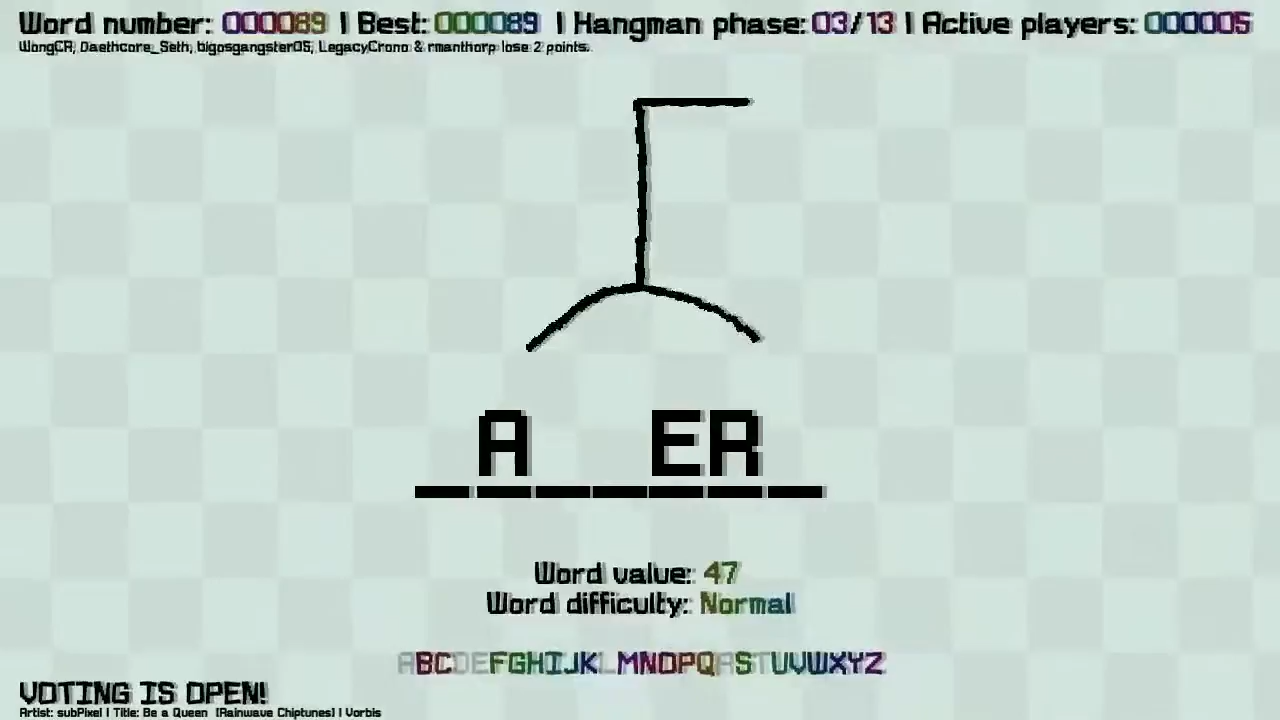 Word number: 000089 | Best: 000089 | Hangman phase: 03/13 | Active players: 000005
WongCR, Daethcore_Seth, bigosgangster05, LegacyCrono & rmanthorp lose 2 points.
A ER
Word value: 47
Word difficulty: Normal
ABCDEFGHIJKLMNOPQRSTUVWXYZ
VOTING IS OPEN!
Artist: subPixel | Title: Be a Queen [Rainwave Chiptunes] | Vorbis